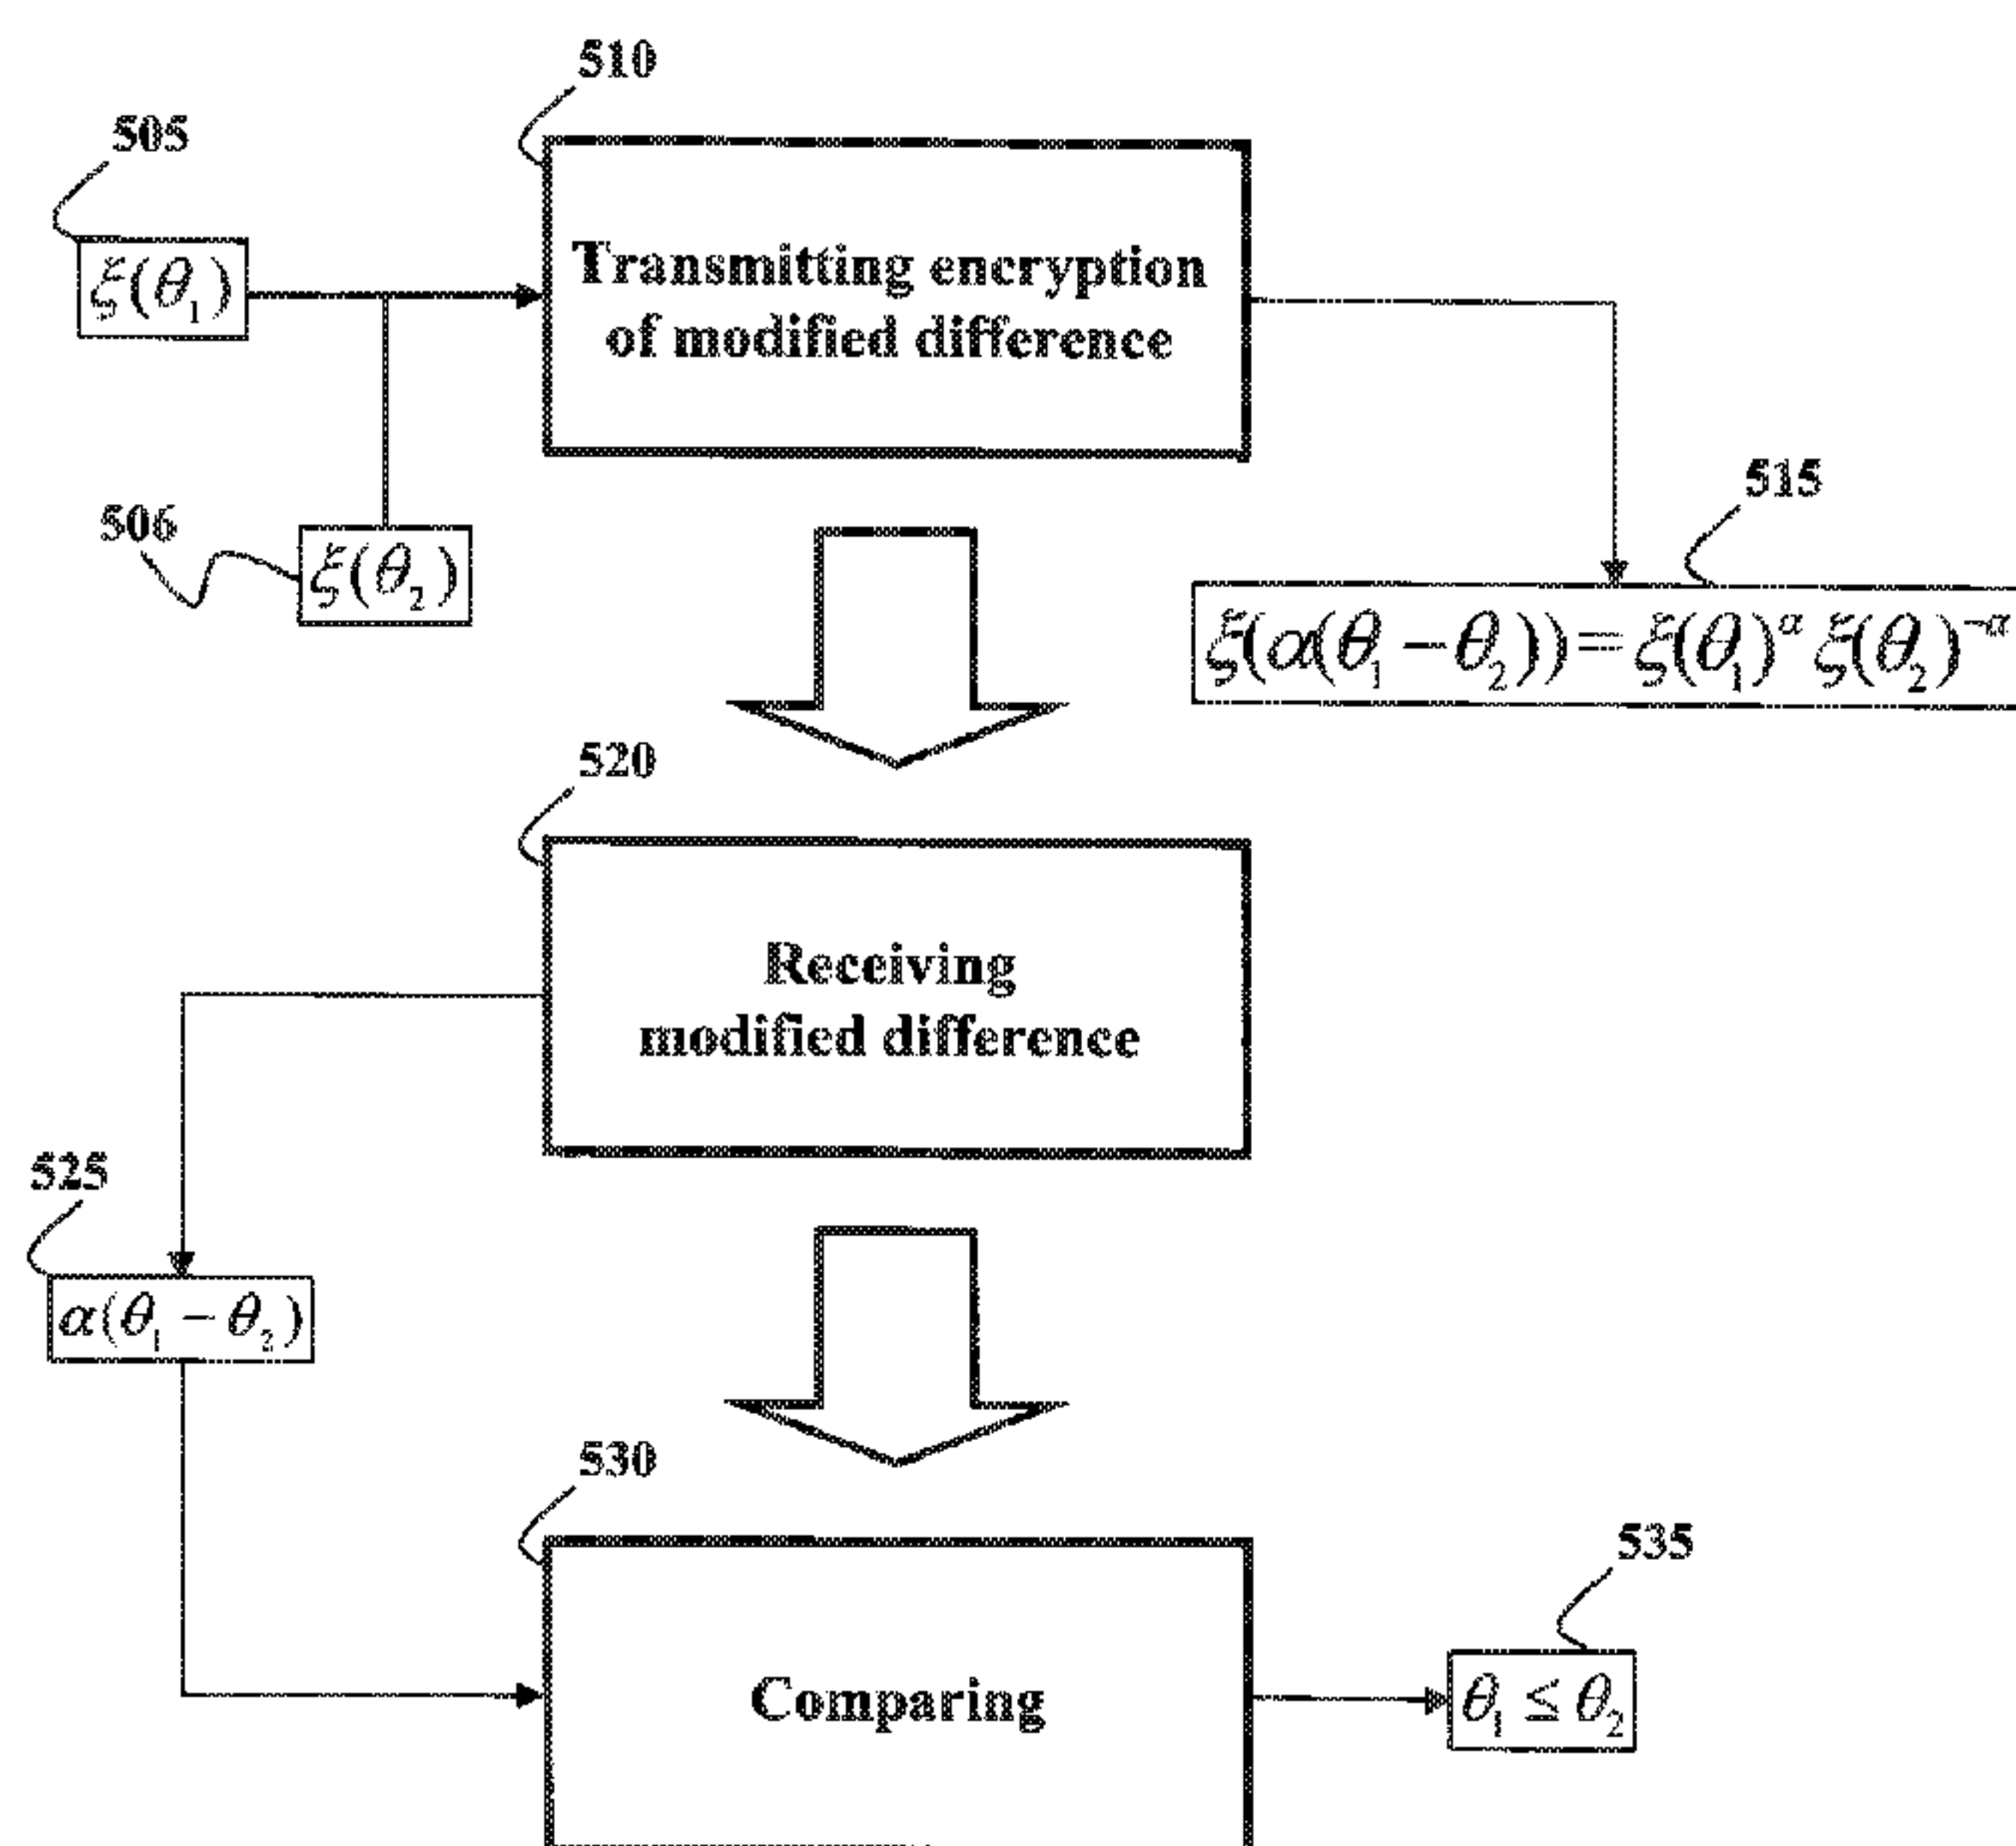 510
505
ξ(θ₁)
Transmitting encryption
of modified difference
506
ξ(θ₂)
515
ξ(α(θ₁ − θ₂)) = ξ(θ₁)^α ξ(θ₂)^−α
520
Receiving
modified difference
525
α(θ₁ − θ₂)
530
535
Comparing
θ₁ ≤ θ₂